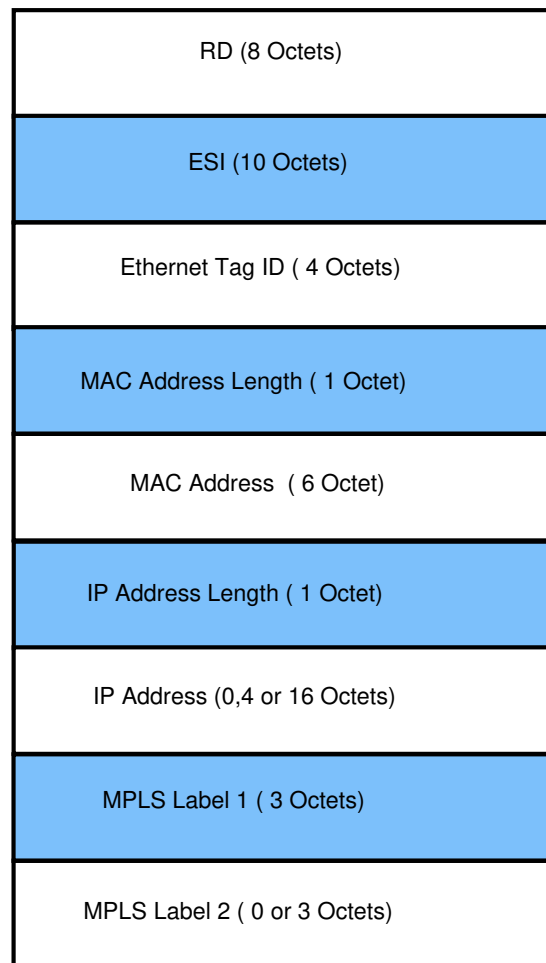 RD (8 Octets)
ESI (10 Octets)
Ethernet Tag ID ( 4 Octets)
MAC Address Length ( 1 Octet)
MAC Address  ( 6 Octet)
IP Address Length ( 1 Octet)
IP Address (0,4 or 16 Octets)
MPLS Label 1 ( 3 Octets)
MPLS Label 2 ( 0 or 3 Octets)